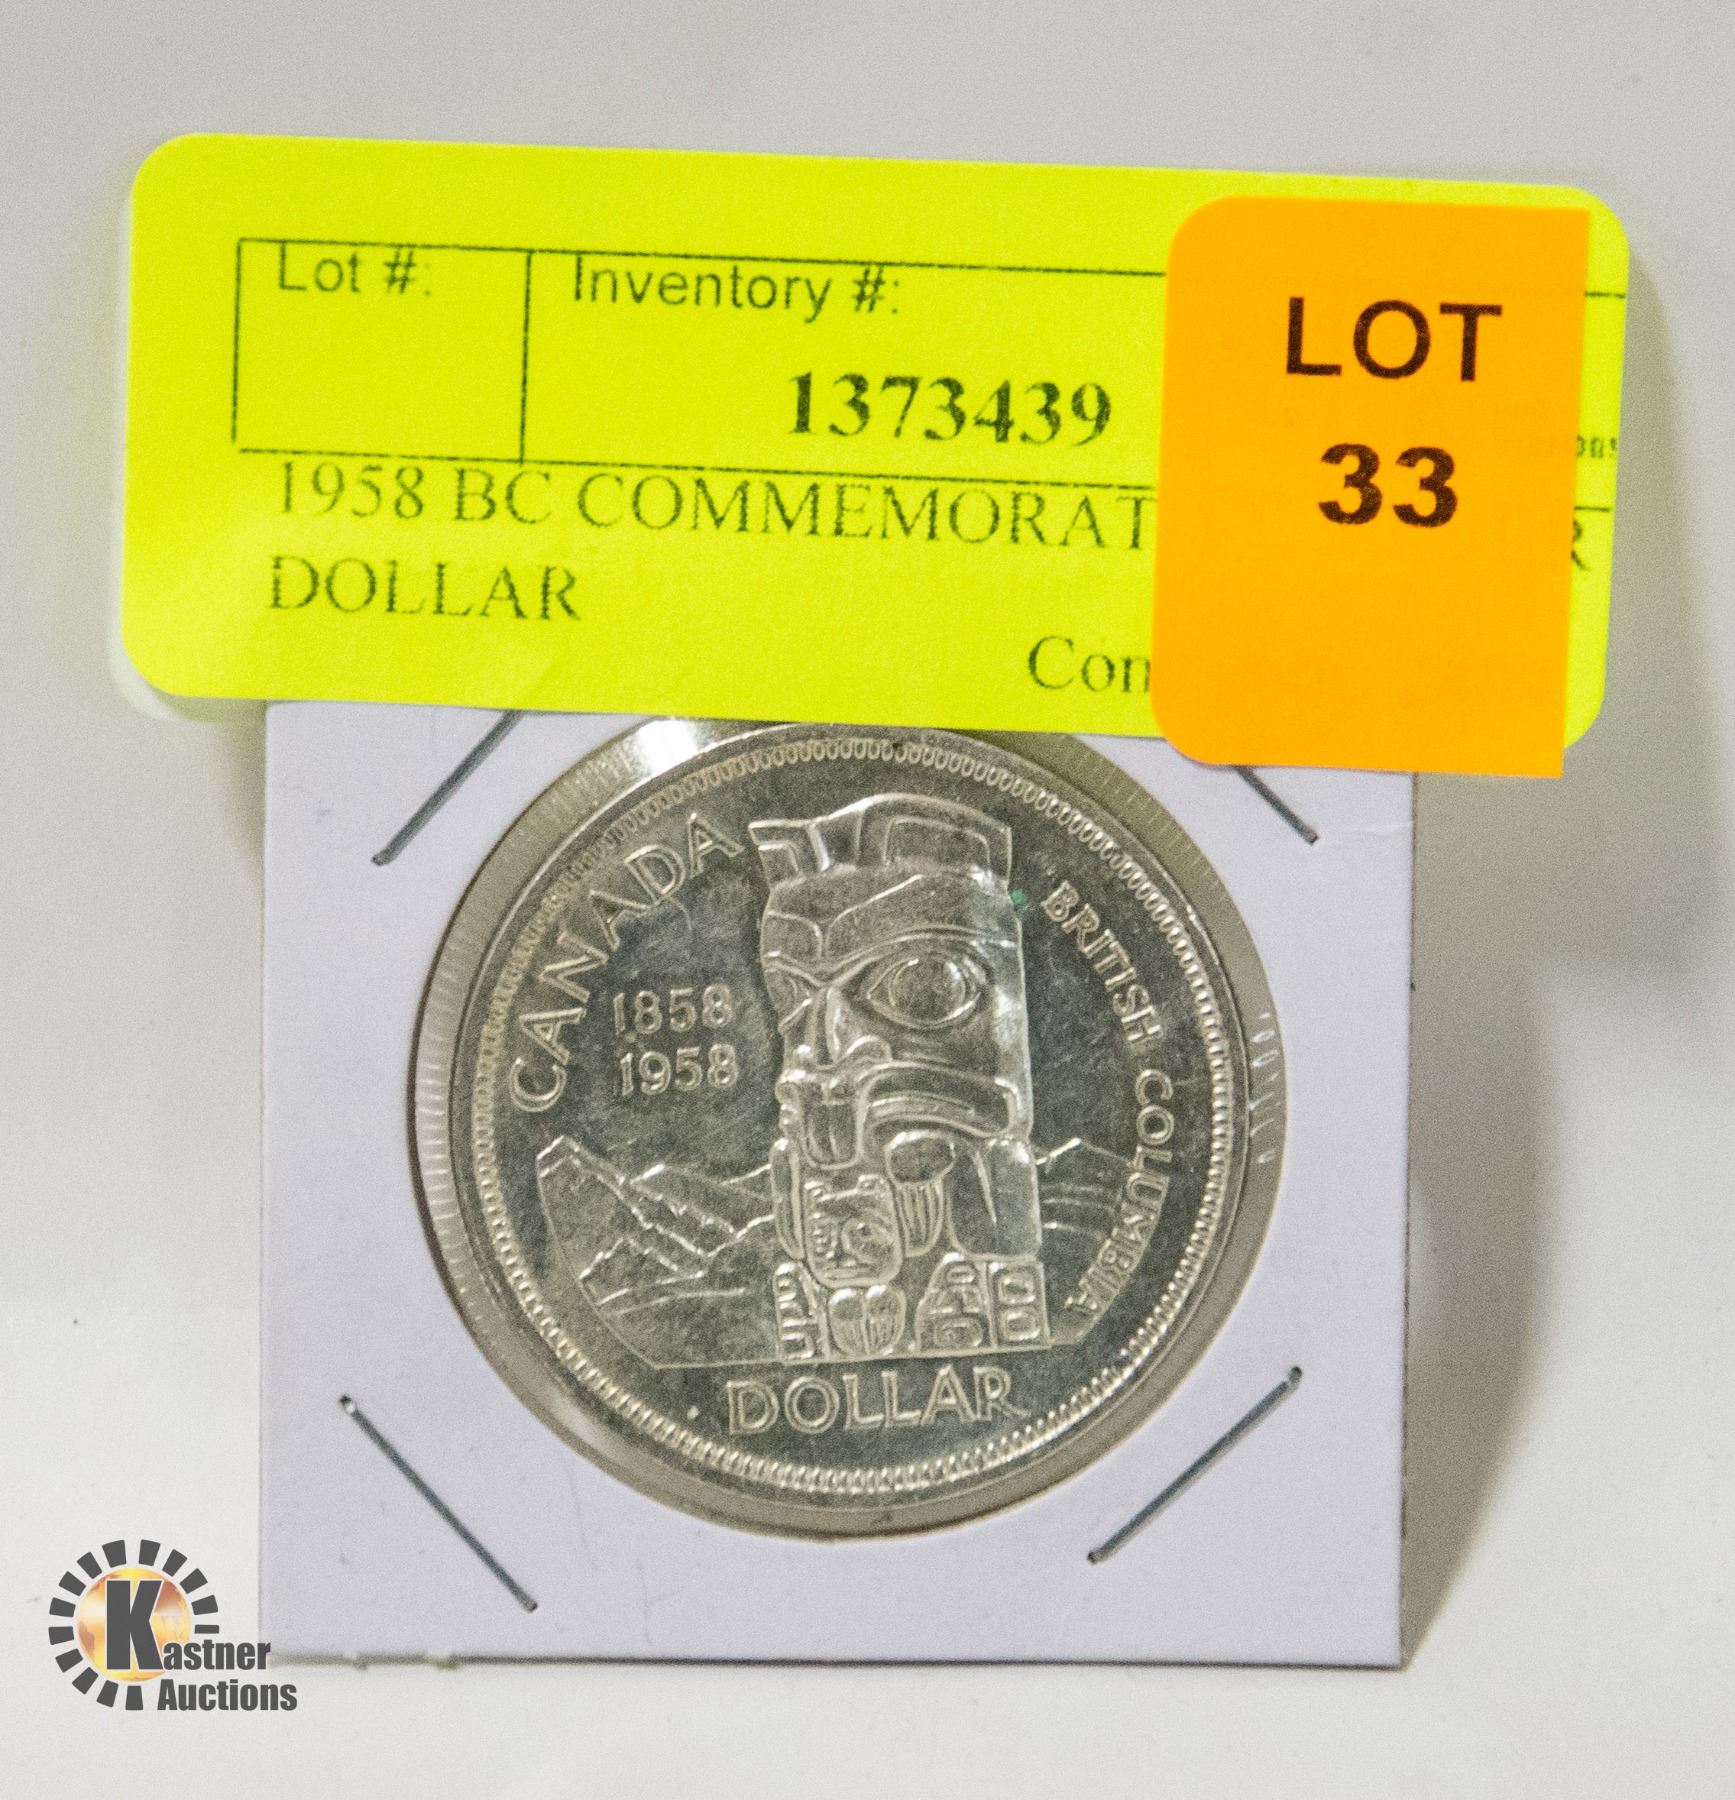 Lot #: Inventory #:
LOT
1373439
33
1958 BC COMMEMORAT
DOLLAR
Con
CANADA
BRITISH COLUMBIA
1858
1958
DOLLAR
Kastner
Auctions